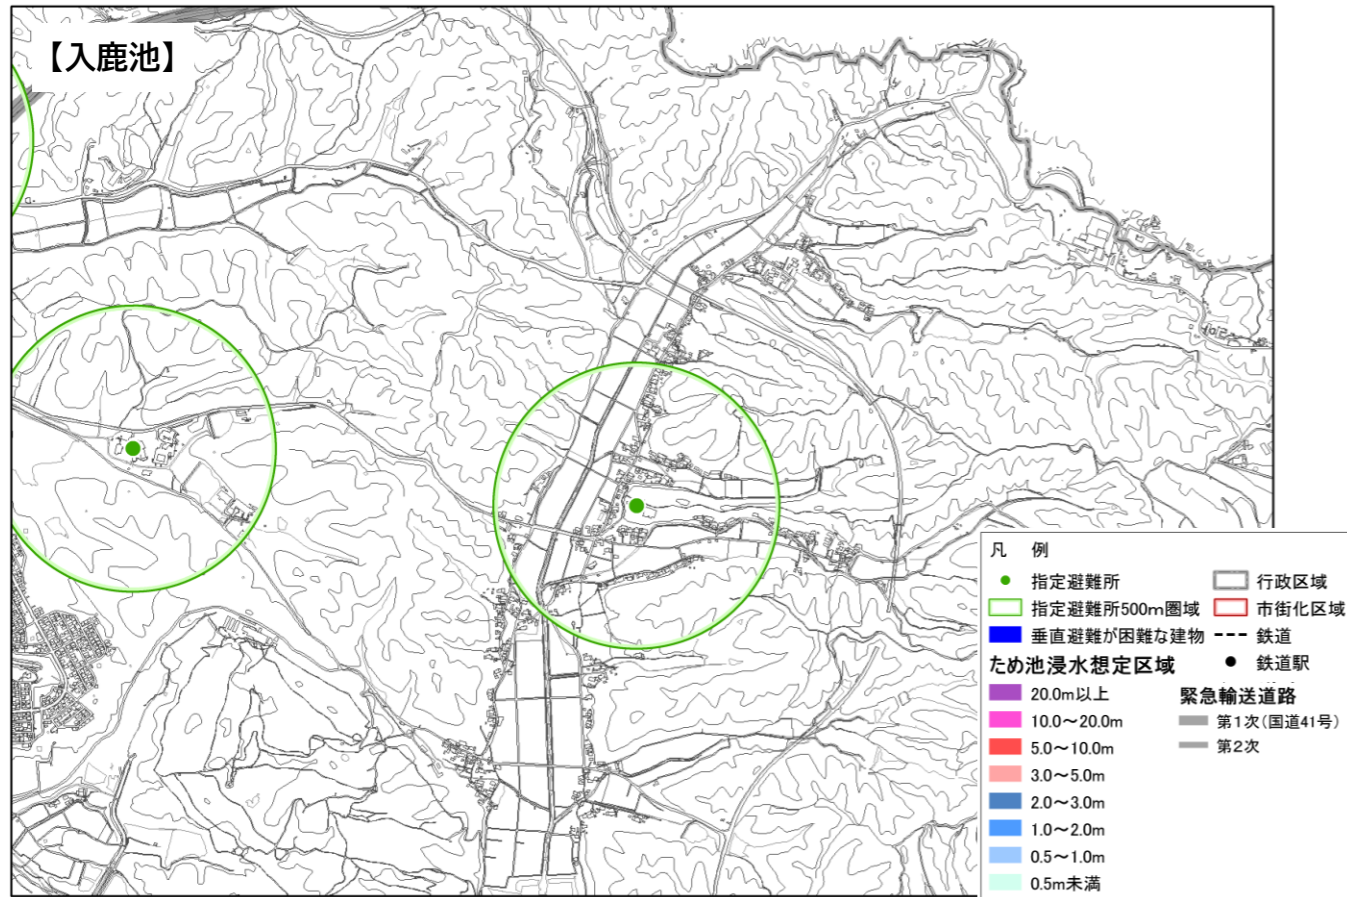 【入鹿池】
凡　例
指定避難所
指定避難所500m圏域
垂直避難が困難な建物
ため池浸水想定区域
20.0m以上
10.0～20.0m
5.0～10.0m
3.0～5.0m
2.0～3.0m
1.0～2.0m
0.5～1.0m
0.5m未満
行政区域
市街化区域
鉄道
鉄道駅
緊急輸送道路
第1次(国道41号)
第2次